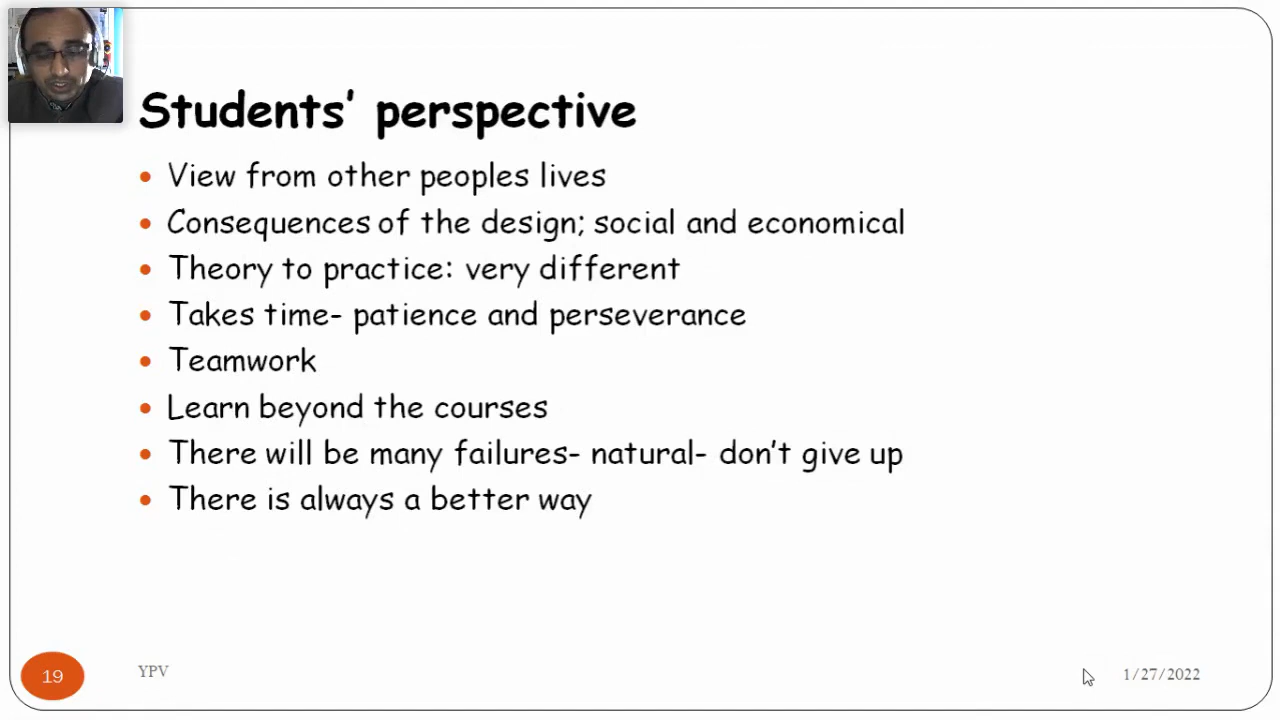 Students' perspective
View from other peoples lives
Consequences of the design; social and economical
Theory to practice: very different
Takes time- patience and perseverance
Teamwork
Learn beyond the courses
There will be many failures- natural- don't give up
There is always a better way
19
YPV
1/27/2022